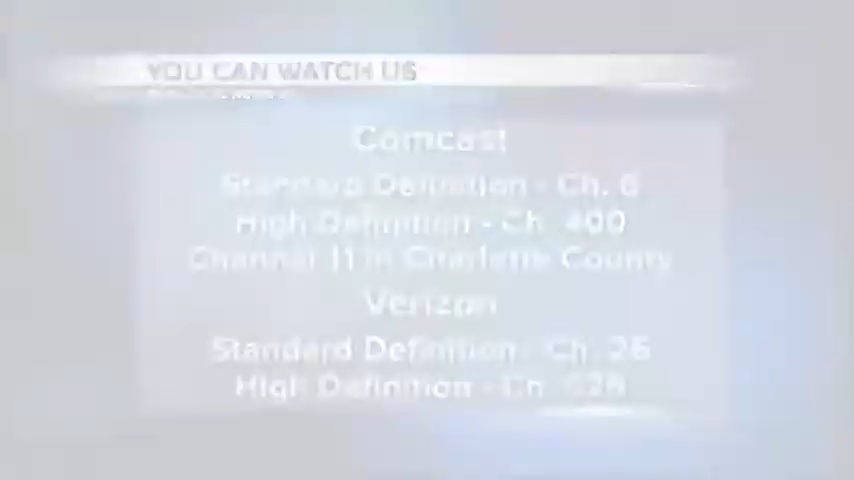 YOU CAN WATCH US
Comcast
Standard Definition - Ch. 6
High Definition - Ch. 400
Channel 11 in Charlotte County
Verizon
Standard Definition - Ch. 26
High Definition - Ch.